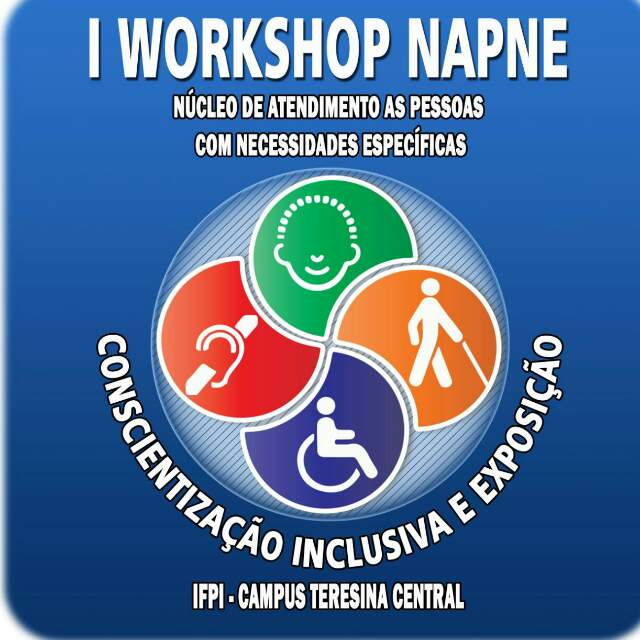 I WORKSHOP NAPNE
NÚCLEO DE ATENDIMENTO AS PESSOAS
COM NECESSIDADES ESPECÍFICAS
CONSCIENTIZAÇÃO INCLUSIVA E EXPOSIÇÃO
IFPI - CAMPUS TERESINA CENTRAL